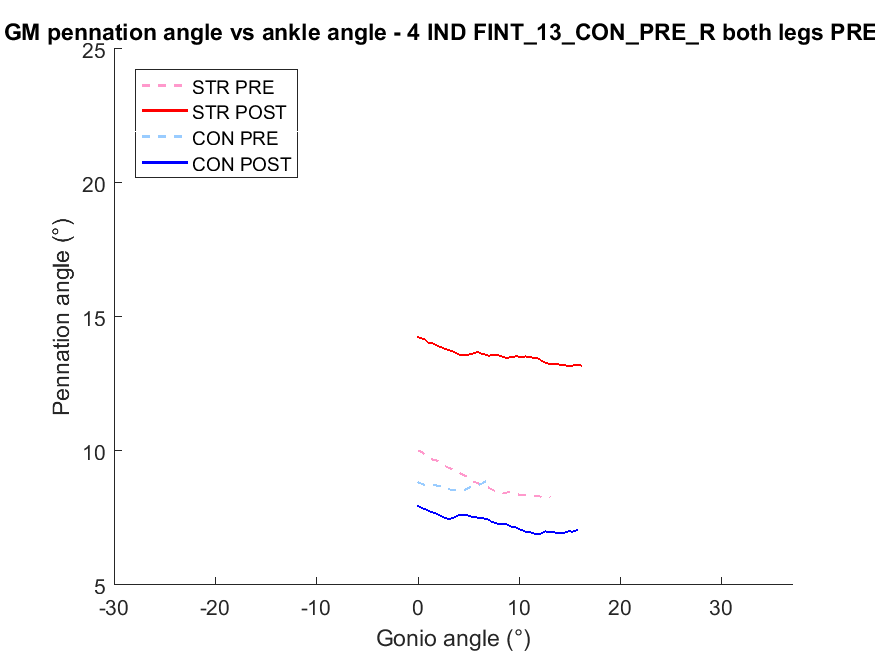 GM pennation angle vs ankle angle - 4 IND FINT_13_CON_PRE_R both legs PRE
25
STR PRE
STR POST
CON PRE
CON POST
20
15
10
5
Pennation angle (°)
-30
-20
-10
0
10
20
30
Gonio angle (°)